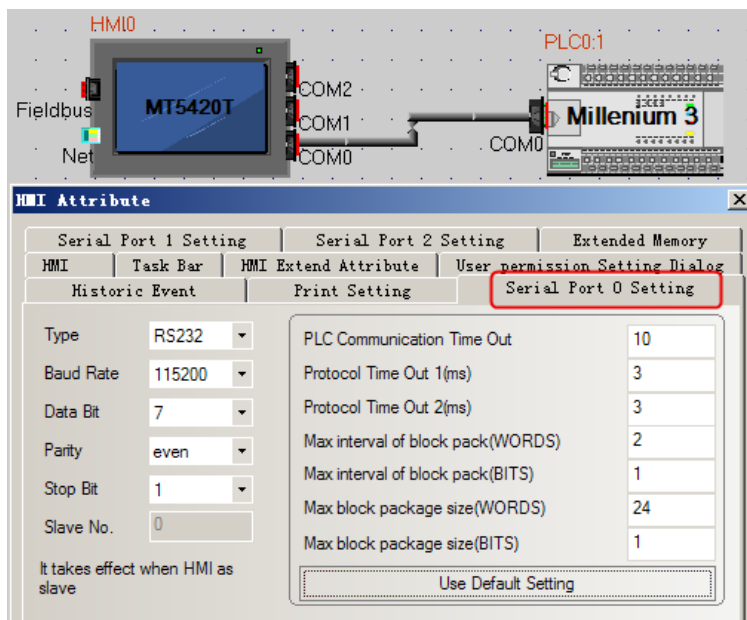 HMI0
PLC0:1
COM2
Fieldbus
MT5420T
COM1
Millenium 3
COM0
Net
COM0
HMI Attribute
Serial Port 1 Setting
Serial Port 2 Setting
Extended Memory
HMI
Task Bar
HMI Extend Attribute
User permission Setting Dialog
Historic Event
Print Setting
Serial Port 0 Setting
Type
RS232
Baud Rate
115200
Data Bit
7
Parity
even
Stop Bit
1
Slave No.
0
It takes effect when HMI as
slave
PLC Communication Time Out
10
Protocol Time Out 1(ms)
3
Protocol Time Out 2(ms)
3
Max interval of block pack(WORDS)
2
Max interval of block pack(BITS)
1
Max block package size(WORDS)
24
Max block package size(BITS)
1
Use Default Setting